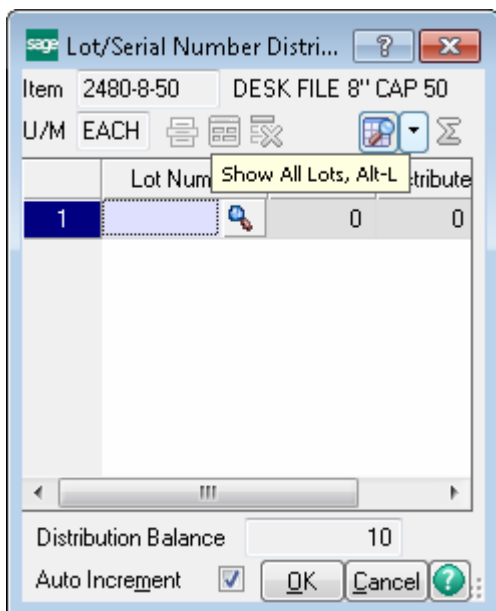 sage Lot/Serial Number Distri...
Item 2480-8-50 DESK FILE 8" CAP 50
U/M EACH
Show All Lots, Alt-L
Lot Num tribute
1 0 0
Distribution Balance 10
Auto Increment OK Cancel